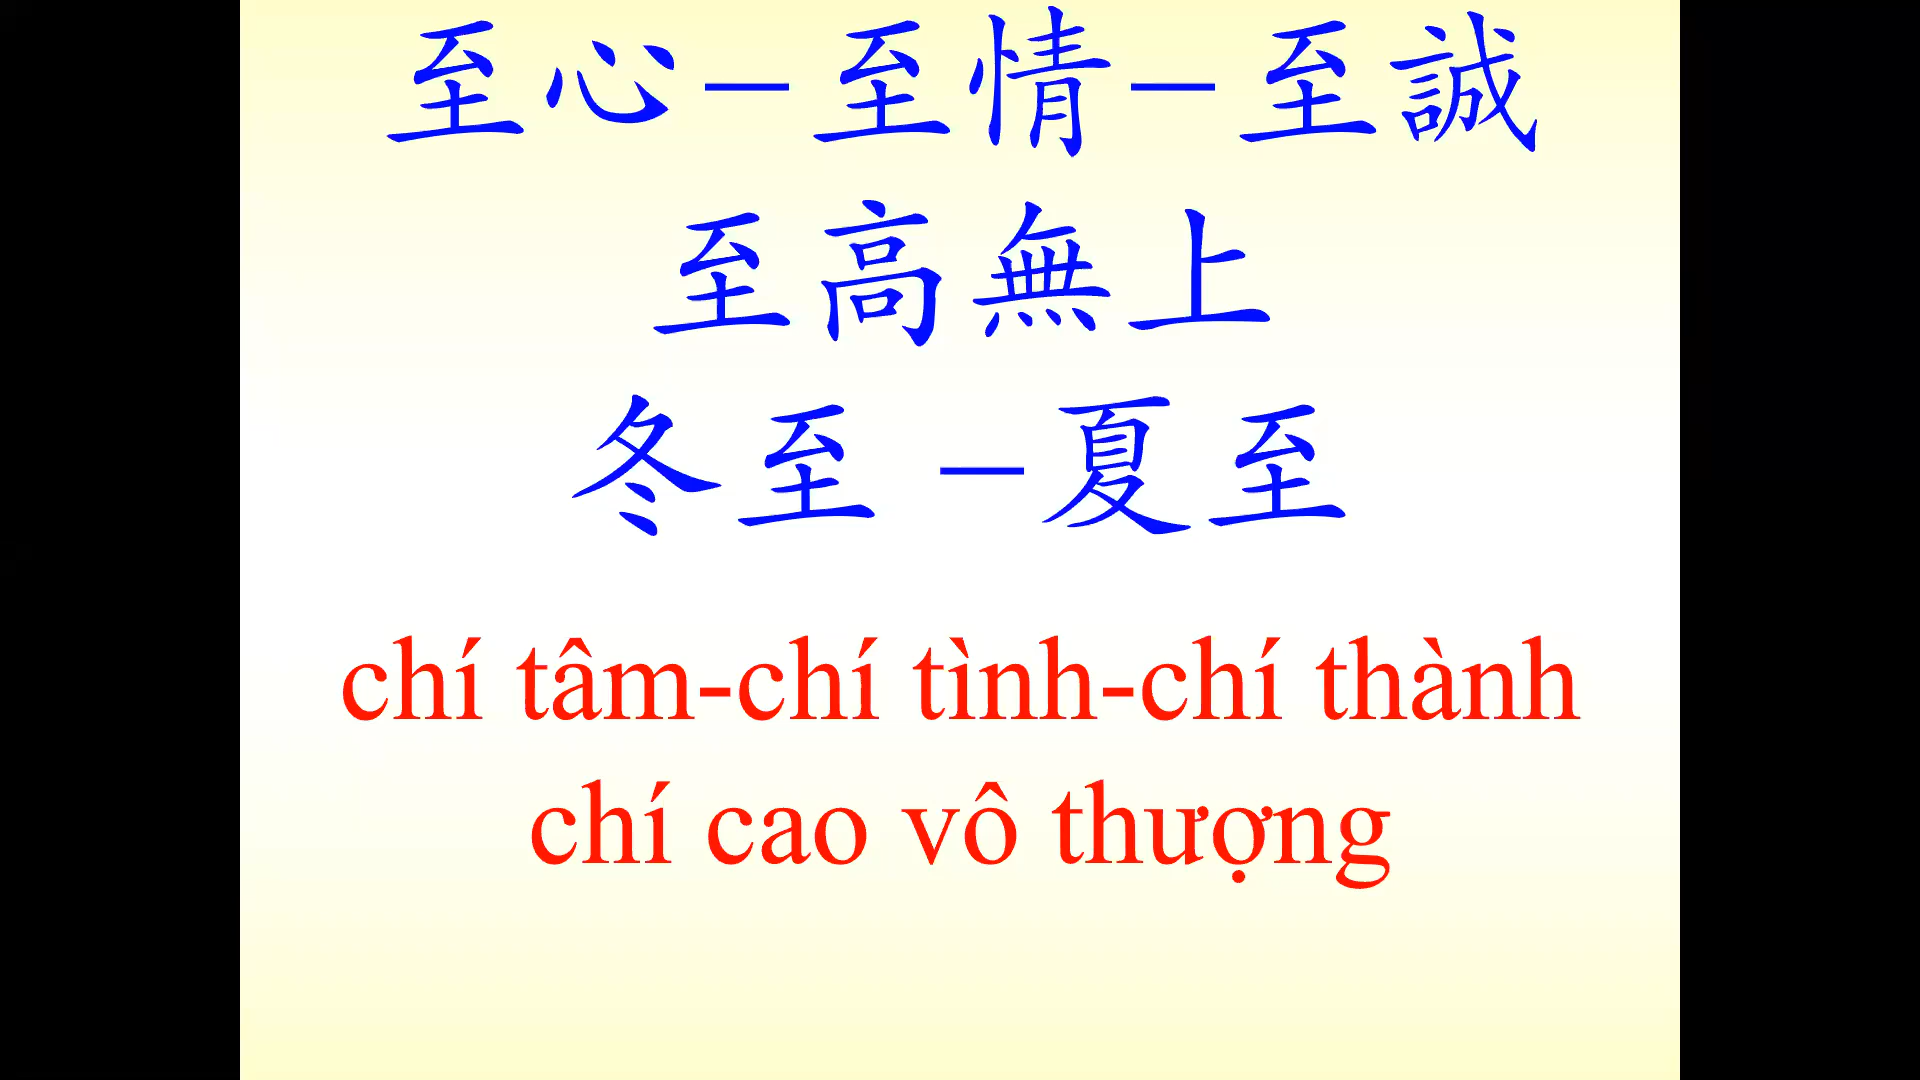 至心–至情–至誠
至高無上
冬至 –夏至
chí tâm-chí tình-chí thành
chí cao vô thượng